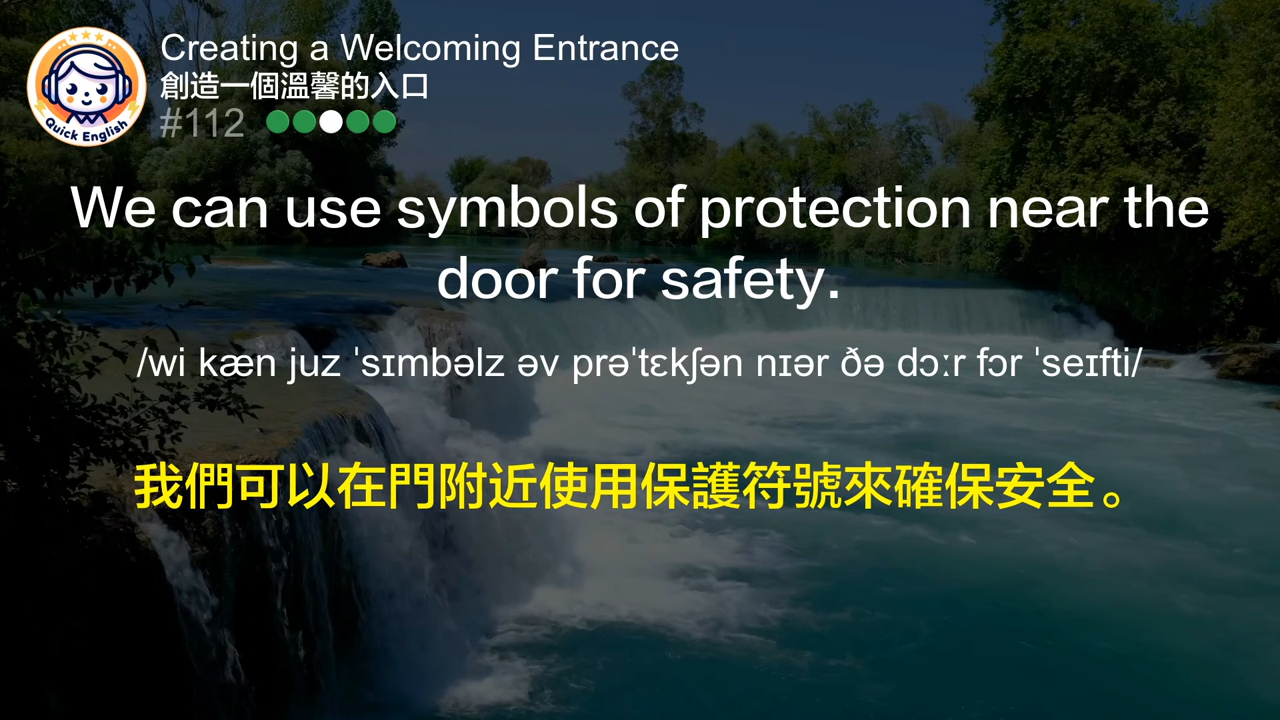 Creating a Welcoming Entrance
創造一個溫馨的入口
#112
Quick English
We can use symbols of protection near the
door for safety.
/wi kæn juz ˈsɪmbəlz əv prəˈtɛkʃən nɪər ðə dɔːr fɔr ˈseɪfti/
我們可以在門附近使用保護符號來確保安全。